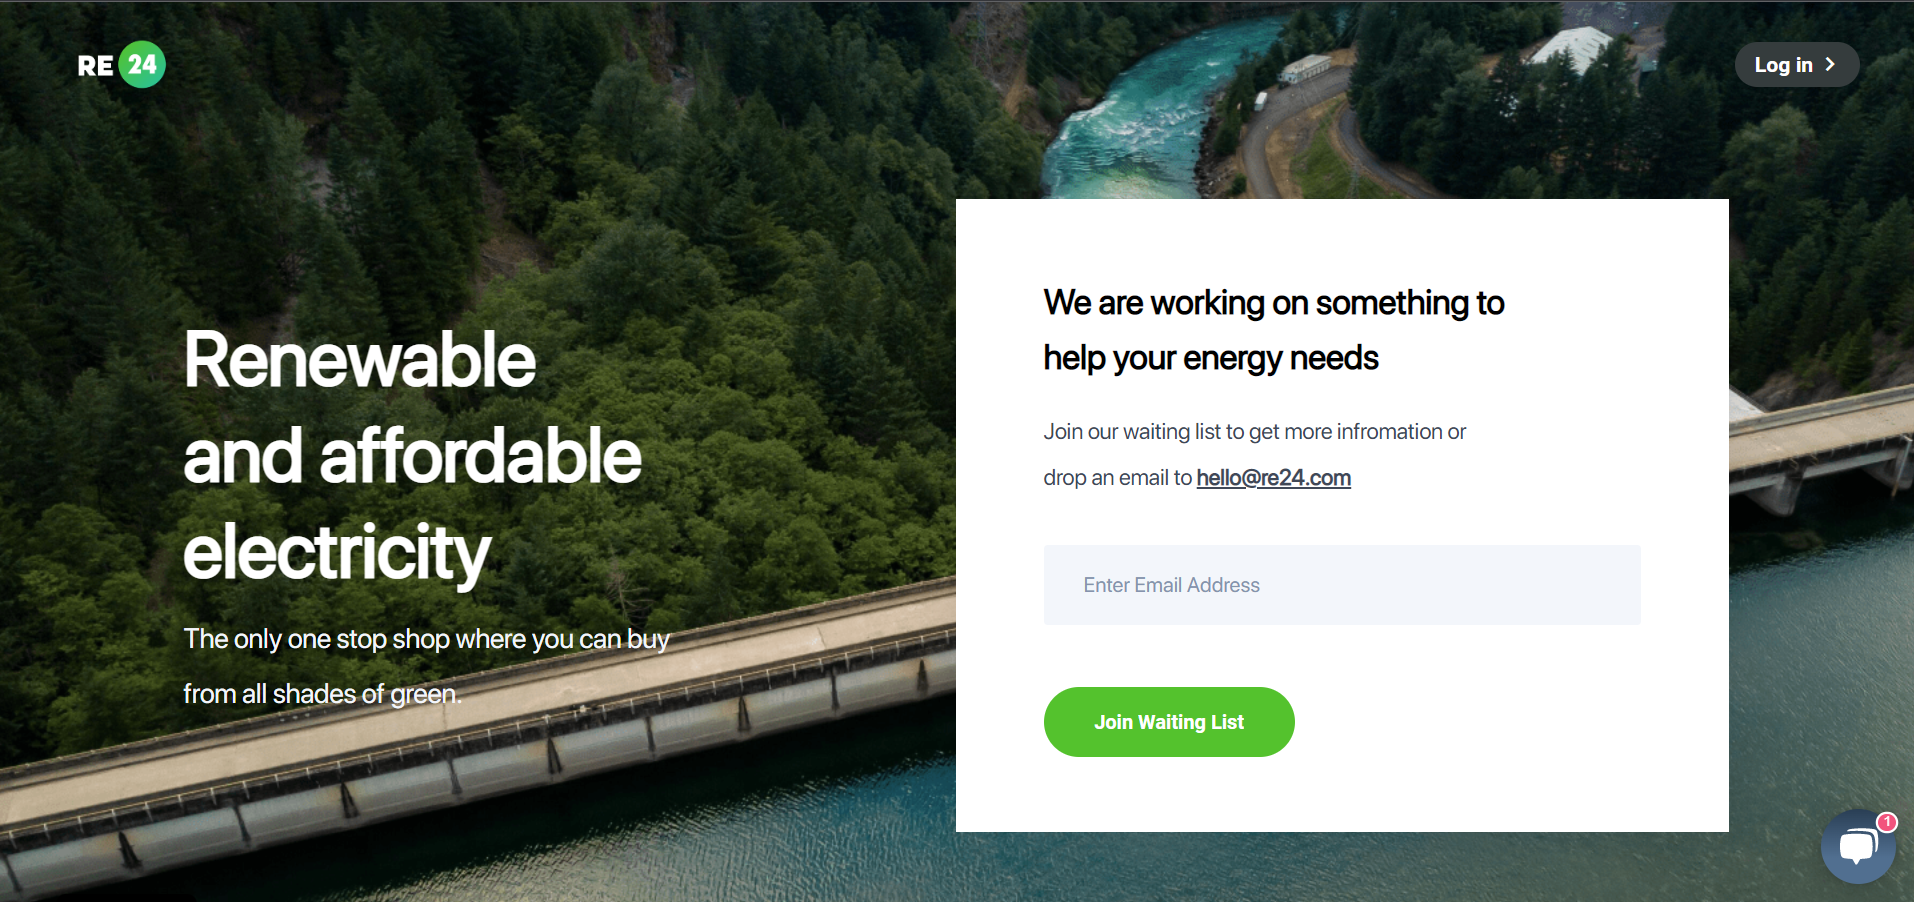 RE 24
Log in
Renewable
and affordable
electricity
The only one stop shop where you can buy
from all shades of green.
We are working on something to
help your energy needs
Join our waiting list to get more infromation or
drop an email to hello@re24.com
Enter Email Address
Join Waiting List
1